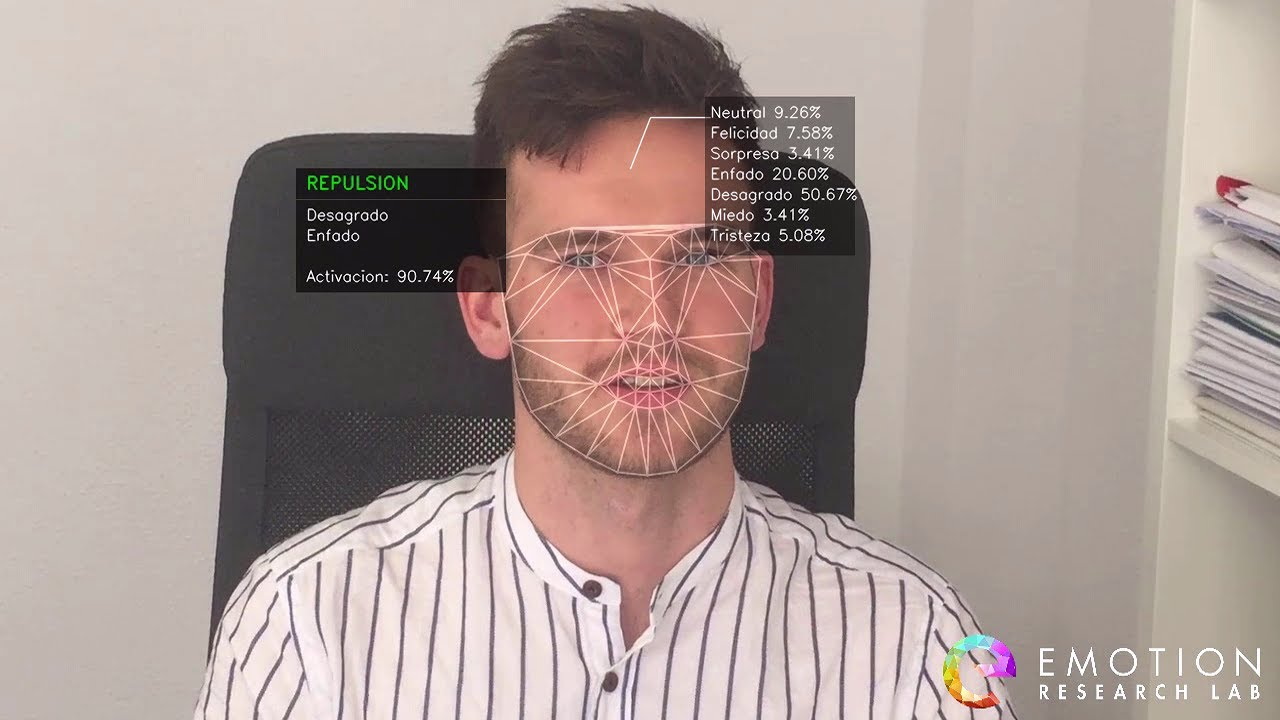 REPULSION
Desagrado
Enfado
Activacion: 90.74%
Neutral 9.26%
Felicidad 7.58%
Sorpresa 3.41%
Enfado 20.60%
Desagrado 50.67%
Miedo 3.41%
Tristeza 5.08%
EMOTION
RESEARCH LAB